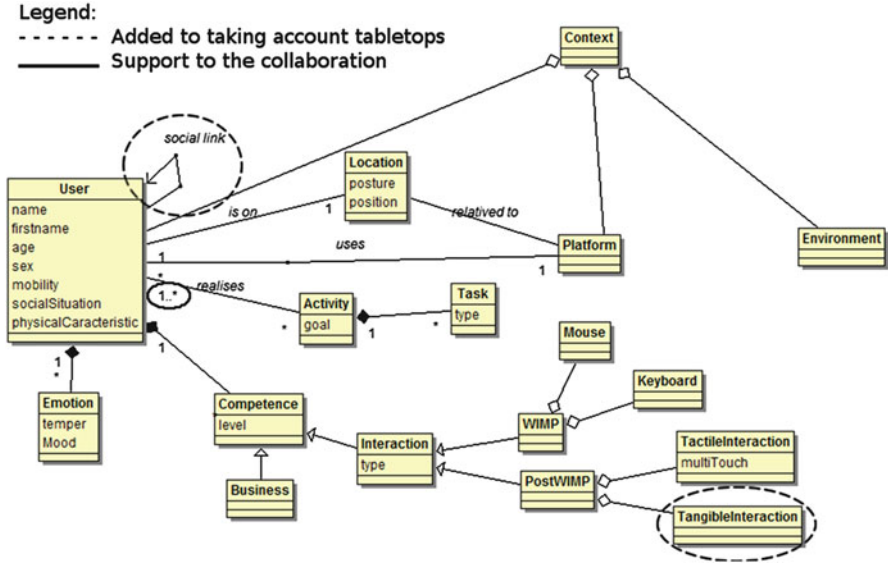 Legend:
Added to taking account tabletops
Support to the collaboration
Context
social link
User
name
firstname
age
sex
mobility
socialSituation
physicalCaracteristic
Location
posture
position
is on
1
relatived to
uses
1
1
Platform
Environment
*
realises
1..*
Activity
goal
*
1
Task
type
*
1
*
1
Emotion
temper
Mood
Competence
level
*
Business
Interaction
type
Mouse
Keyboard
WIMP
PostWIMP
TactileInteraction
multiTouch
TangibleInteraction